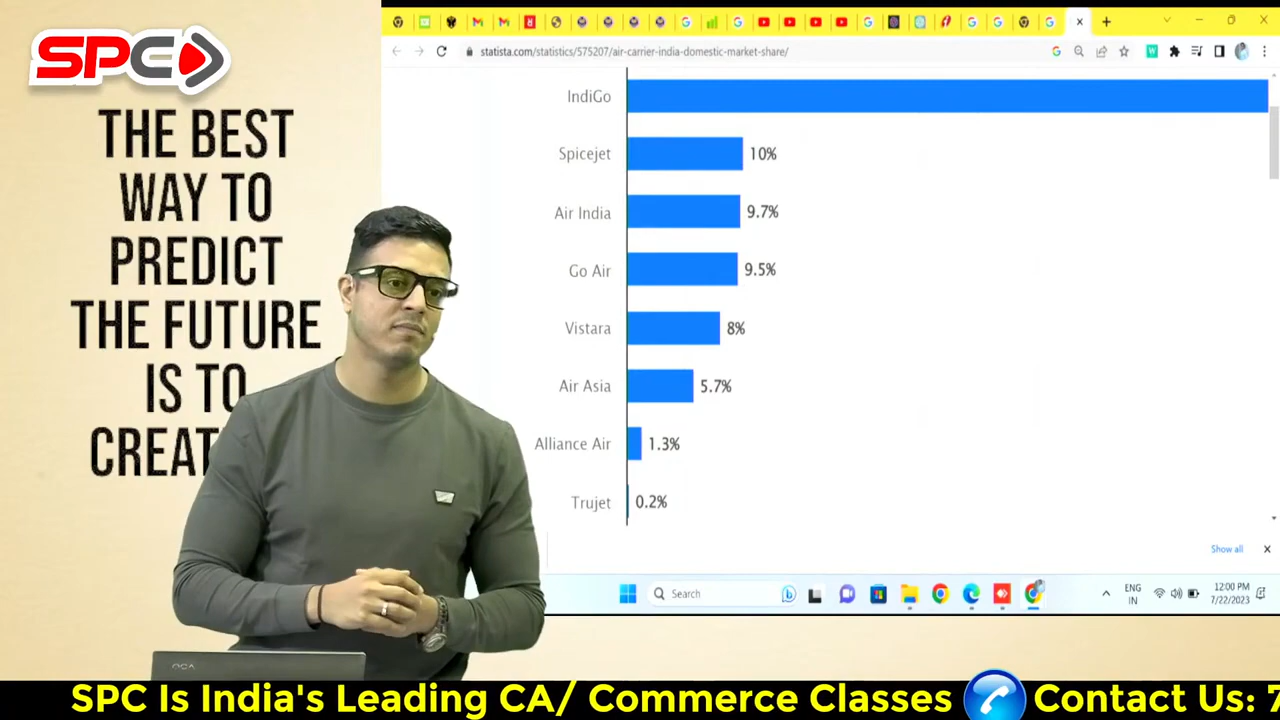 SPC
THE BEST
WAY TO
PREDICT
THE FUTURE
IS TO
CREAT
statista.com/statistics/575207/air-carrier-india-domestic-market-share/
IndiGo
Spicejet 10%
Air India 9.7%
Go Air 9.5%
Vistara 8%
Air Asia 5.7%
Alliance Air 1.3%
Trujet 0.2%
Show all
Search
ENG
IN
12:00 PM
7/22/2023
SPC Is India's Leading CA/ Commerce Classes Contact Us: 7